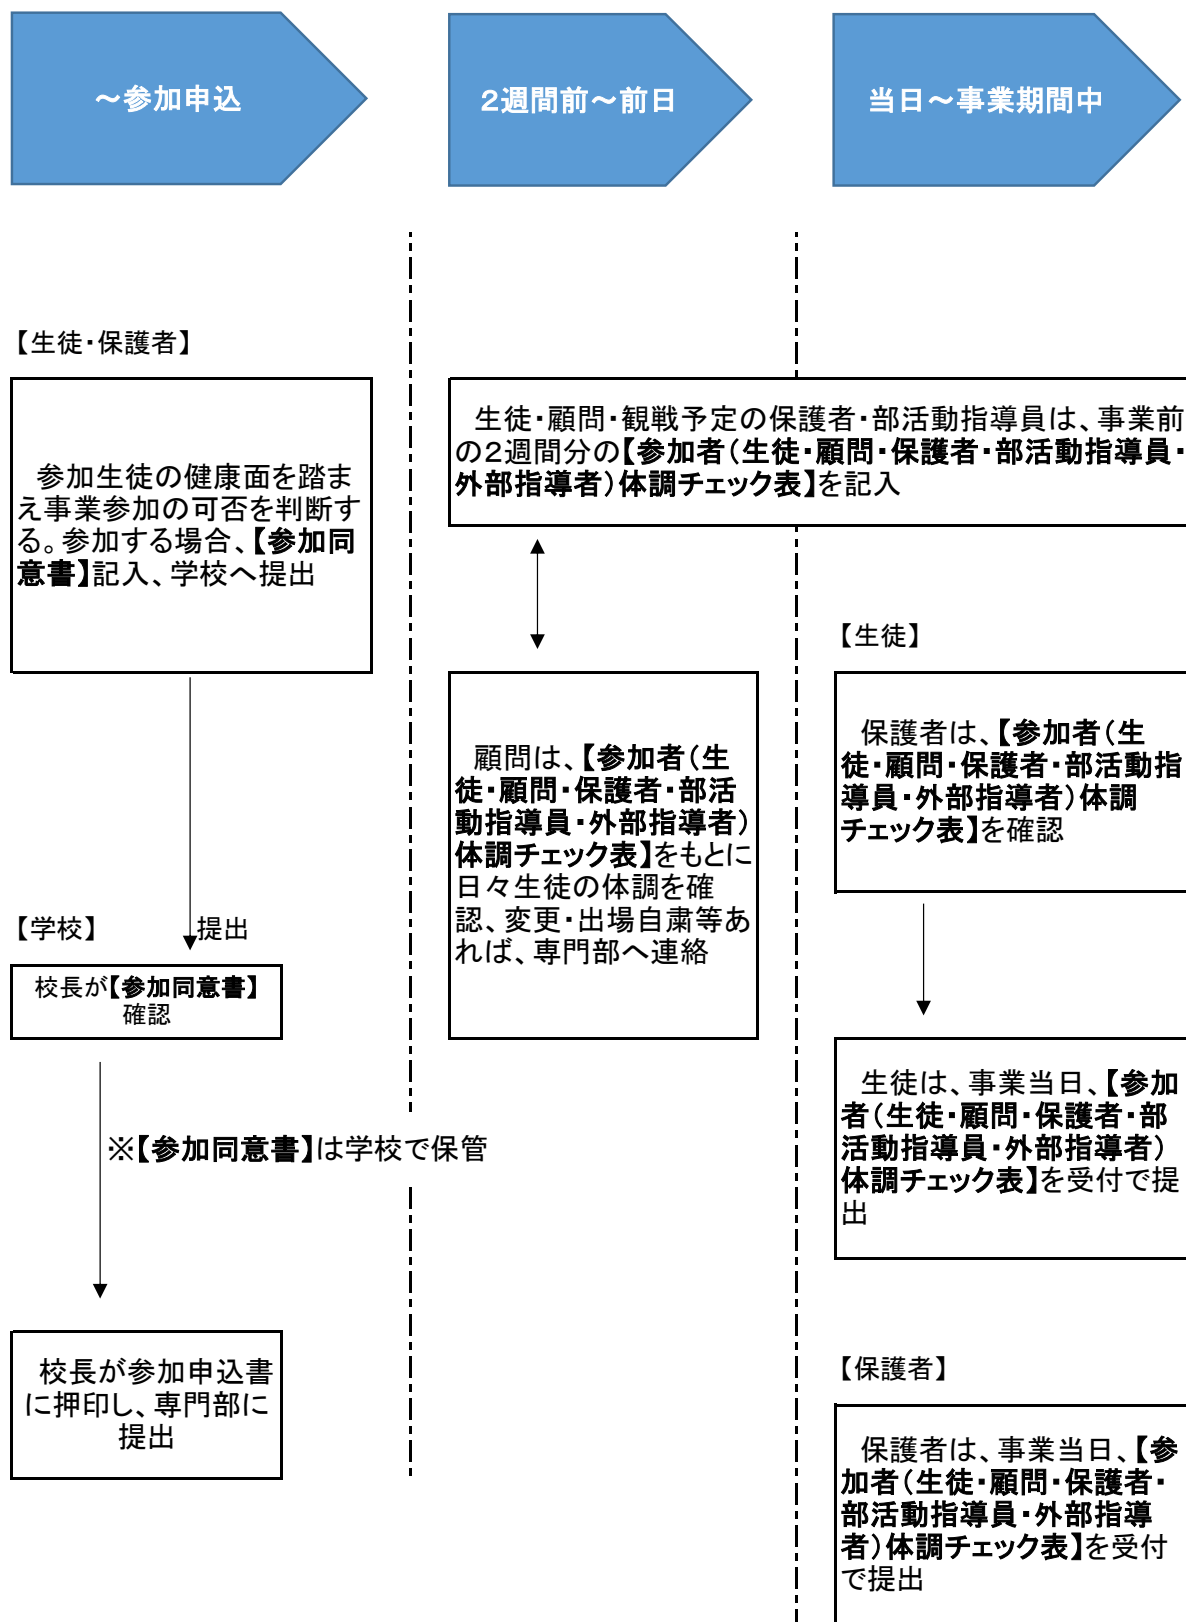 ～参加申込
２週間前～前日
当日～事業期間中
【生徒・保護者】
参加生徒の健康面を踏ま
え事業参加の可否を判断す
る。参加する場合、【参加同
意書】記入、学校へ提出
【学校】
提出
校長が【参加同意書】
確認
※【参加同意書】は学校で保管
校長が参加申込書
に押印し、専門部に
提出
生徒・顧問・観戦予定の保護者・部活動指導員は、事業前
の２週間分の【参加者（生徒・顧問・保護者・部活動指導員・
外部指導者）体調チェック表】を記入
顧問は、【参加者（生
徒・顧問・保護者・部活
動指導員・外部指導者）
体調チェック表】をもとに
日々生徒の体調を確
認、変更・出場自粛等あ
れば、専門部へ連絡
【生徒】
保護者は、【参加者（生
徒・顧問・保護者・部活動指
導員・外部指導者）体調
チェック表】を確認
生徒は、事業当日、【参加
者（生徒・顧問・保護者・部
活動指導員・外部指導者）
体調チェック表】を受付で提
出
【保護者】
保護者は、事業当日、【参
加者（生徒・顧問・保護者・
部活動指導員・外部指導
者）体調チェック表】を受付
で提出